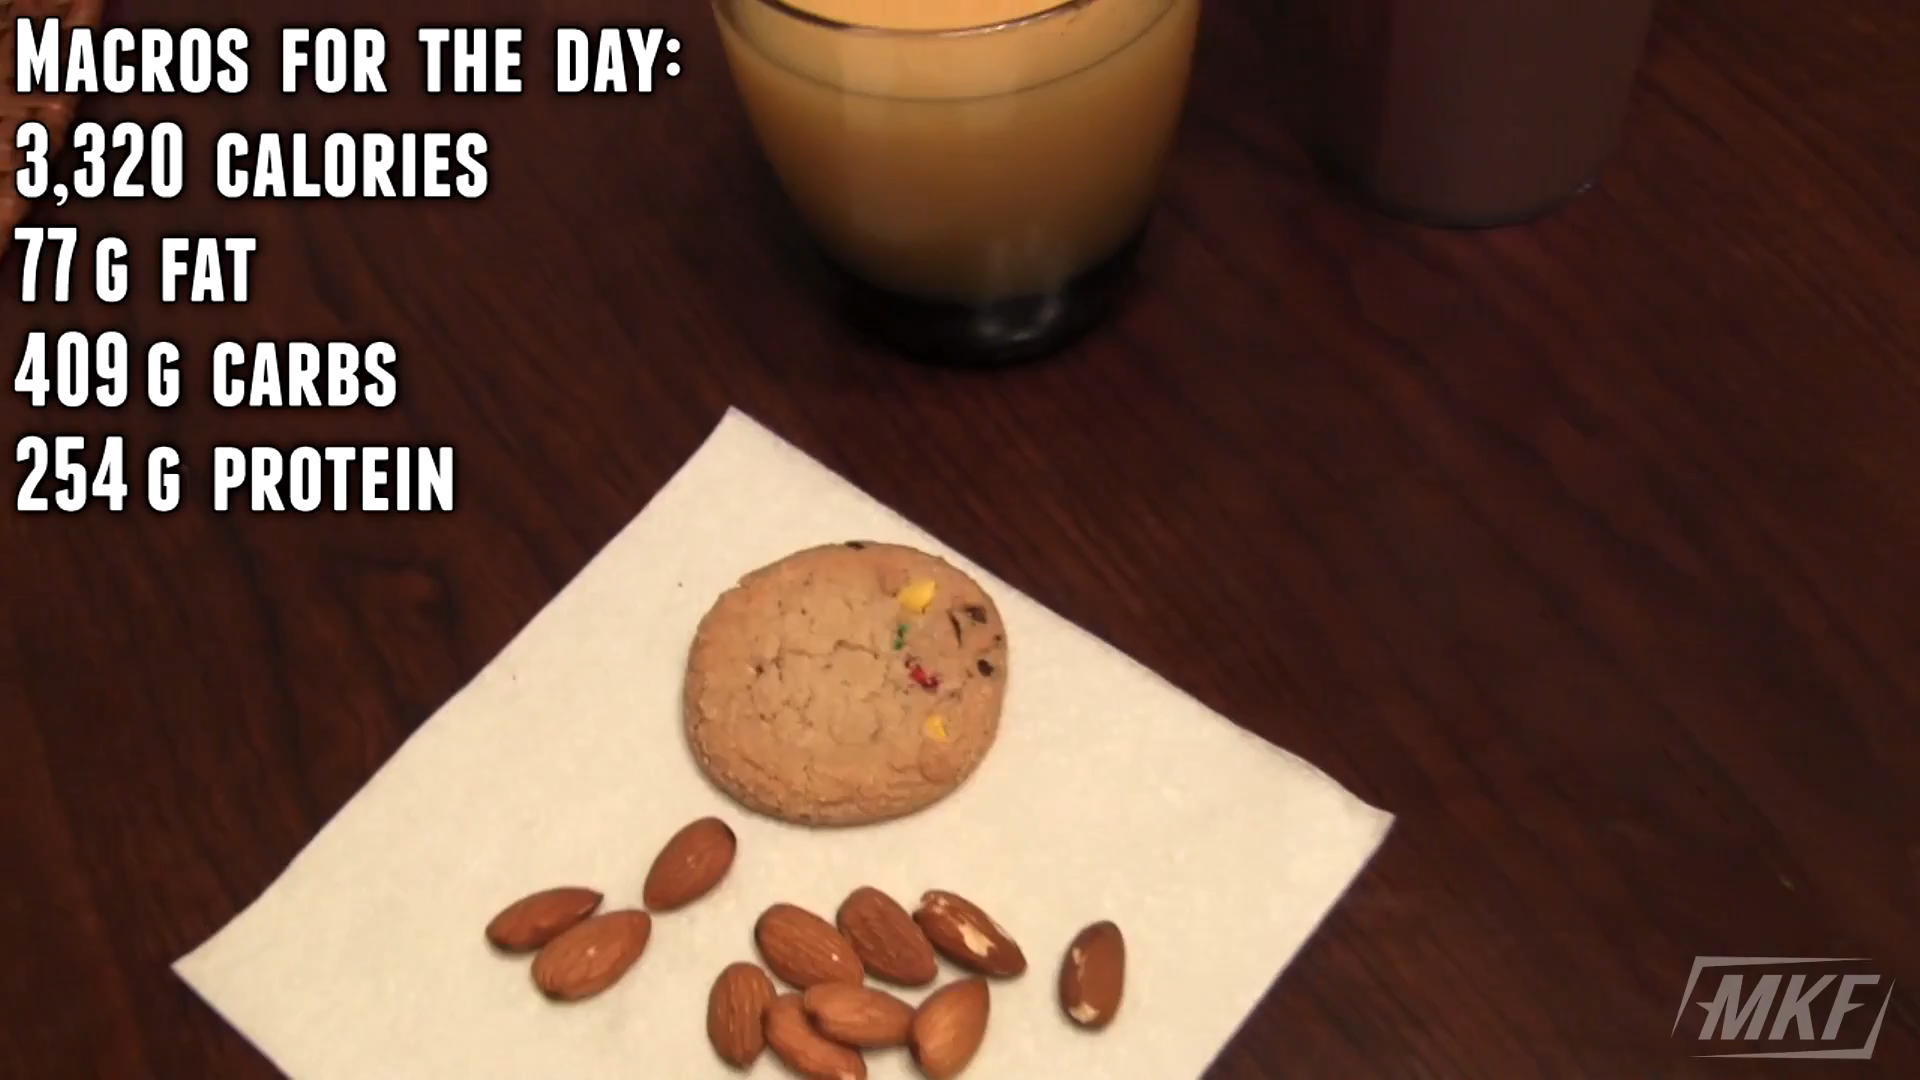 MACROS FOR THE DAY:
3,320 CALORIES
77 G FAT
409 G CARBS
254 G PROTEIN
MKF